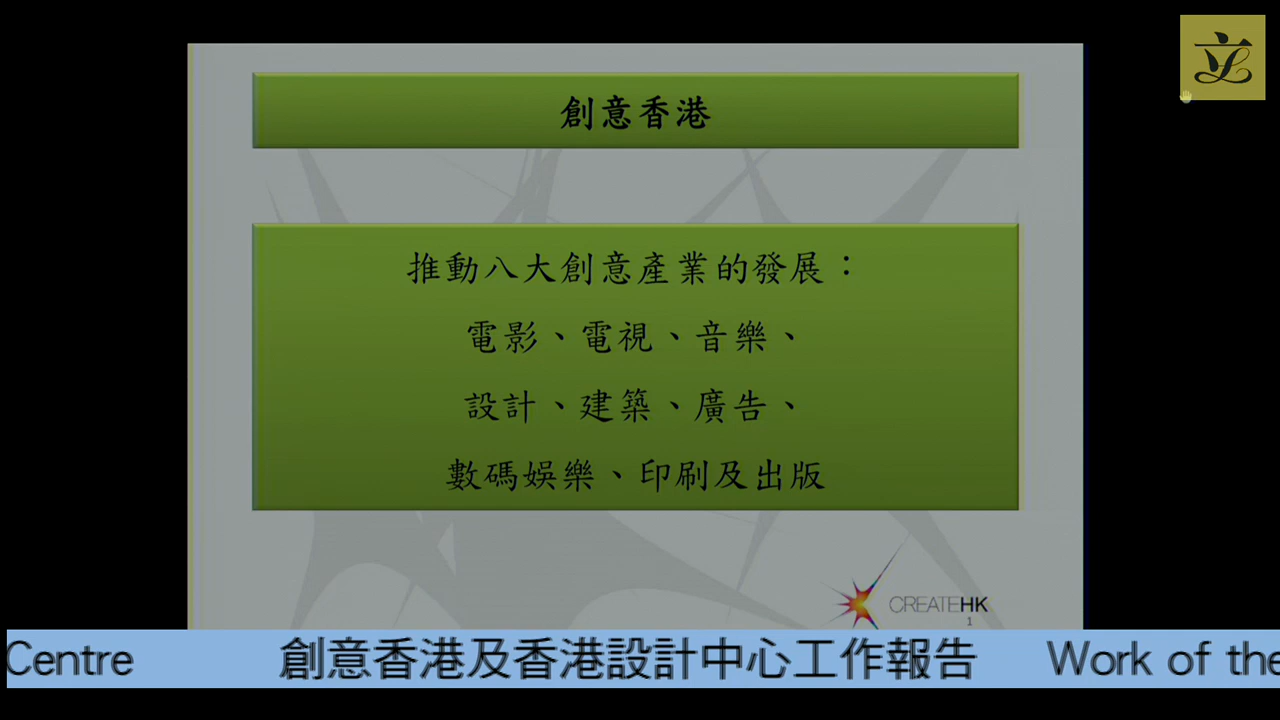 創意香港
推動八大創意產業的發展：
電影、電視、音樂、
設計、建築、廣告、
數碼娛樂、印刷及出版
CREATEHK
1
Centre 創意香港及香港設計中心工作報告 Work of the